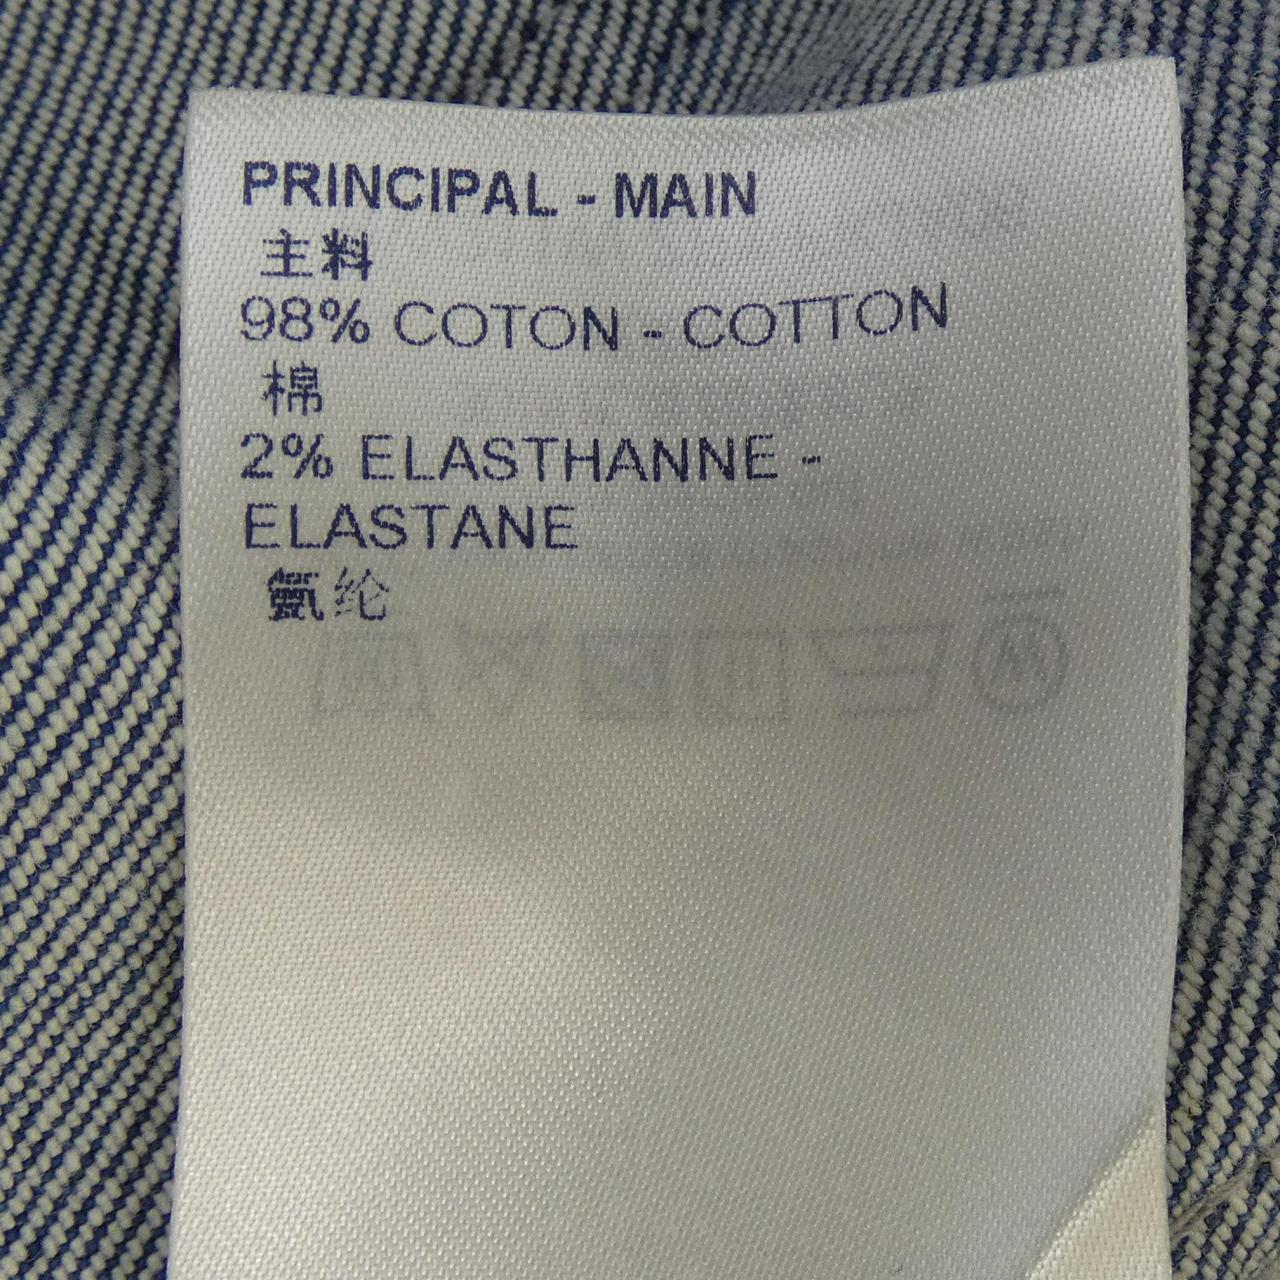 PRINCIPAL - MAIN
主料
98% COTON - COTTON
棉
2% ELASTHANNE -
ELASTANE
氨纶